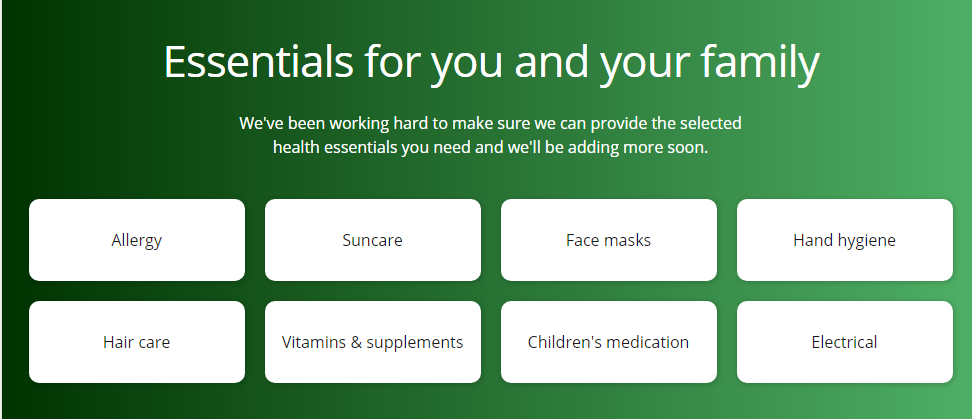 Essentials for you and your family
We've been working hard to make sure we can provide the selected
health essentials you need and we'll be adding more soon.
Allergy
Suncare
Face masks
Hand hygiene
Hair care
Vitamins & supplements
Children's medication
Electrical